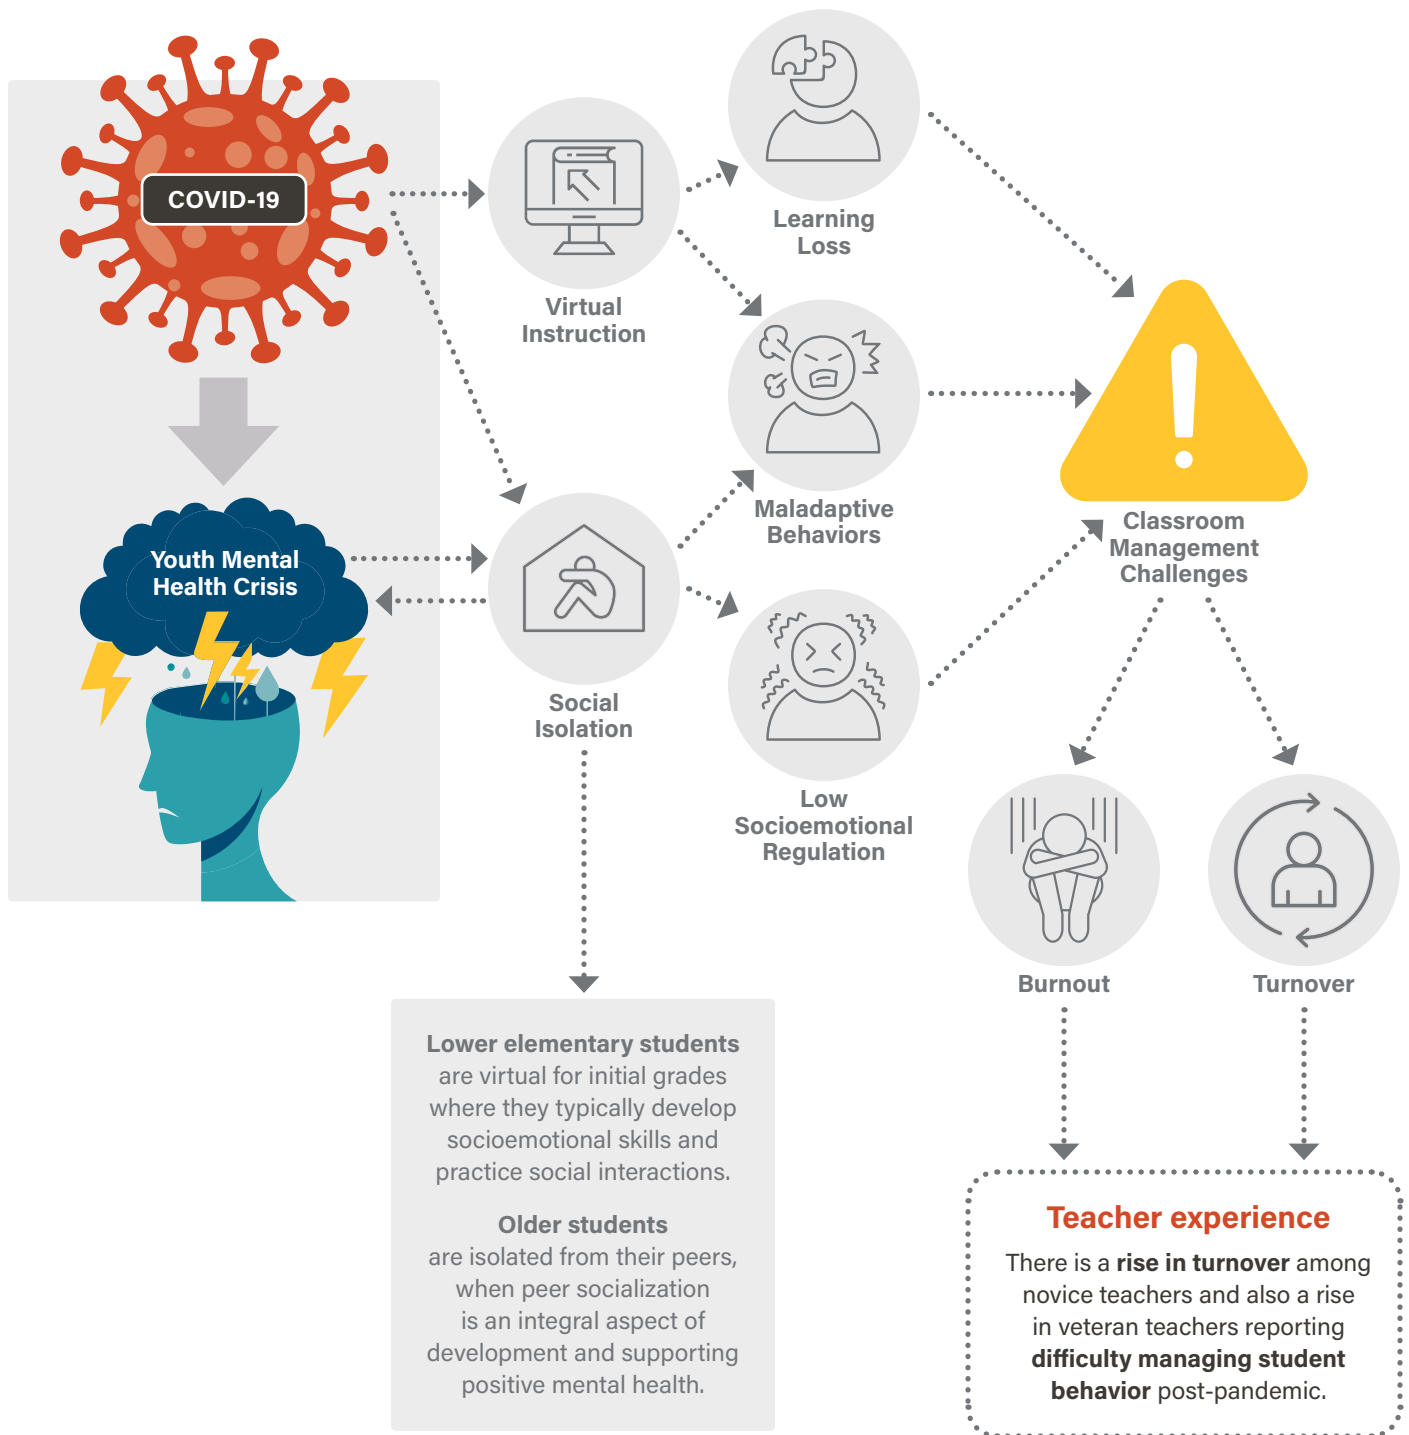 COVID-19
Virtual
Instruction
Learning
Loss
Maladaptive
Behaviors
Youth Mental
Health Crisis
Social
Isolation
Low
Socioemotional
Regulation
Classroom
Management
Challenges
Burnout
Turnover
Lower elementary students
are virtual for initial grades
where they typically develop
socioemotional skills and
practice social interactions.
Older students
are isolated from their peers,
when peer socialization
is an integral aspect of
development and supporting
positive mental health.
Teacher experience
There is a rise in turnover among
novice teachers and also a rise
in veteran teachers reporting
difficulty managing student
behavior post-pandemic.